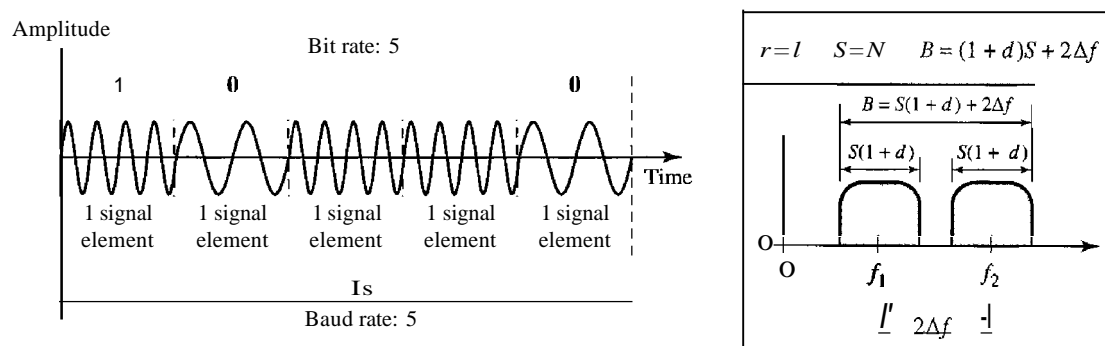 Amplitude
Bit rate: 5
1 0 0
Time
1 signal element
1 signal element
1 signal element
1 signal element
1 signal element
Is
Baud rate: 5
r=l S=N B=(1+d)S+2Δf
B=S(1+d)+2Δf
S(1+d) S(1+d)
O
O f₁ f₂
l' 2Δf -l